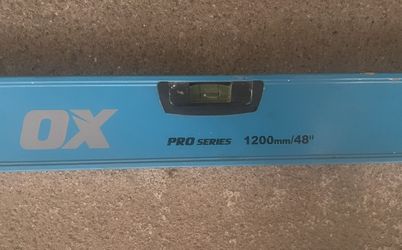 OX
PRO SERIES 1200mm/48"